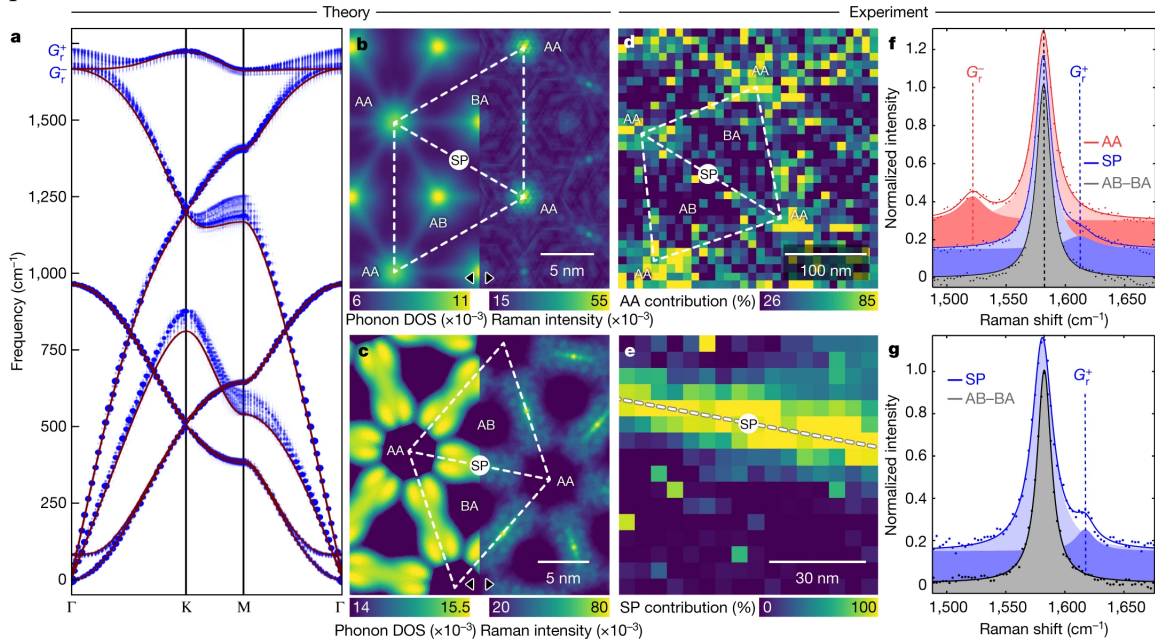 Theory
Experiment
a
G_r^+
G_r^-
1,500
1,250
1,000
750
500
250
0
Frequency (cm⁻¹)
Γ
K
M
Γ
b
AA
AA
BA
SP
AB
AA
AA
5 nm
6
11
15
55
Phonon DOS (×10⁻³) Raman intensity (×10⁻³)
c
AB
AA
SP
AA
BA
5 nm
14
15.5
20
80
Phonon DOS (×10⁻³) Raman intensity (×10⁻³)
d
AA
AA
BA
SP
AB
AA
AA
100 nm
AA contribution (%)
26
85
e
SP
30 nm
SP contribution (%)
0
100
f
G_r^-
G_r^+
AA
SP
AB–BA
1.2
1.0
0.8
0.6
0.4
0.2
0
Normalized intensity
1,500
1,550
1,600
1,650
Raman shift (cm⁻¹)
g
SP
AB–BA
G_r^+
1.0
0.8
0.6
0.4
0.2
0
Normalized intensity
1,500
1,550
1,600
1,650
Raman shift (cm⁻¹)